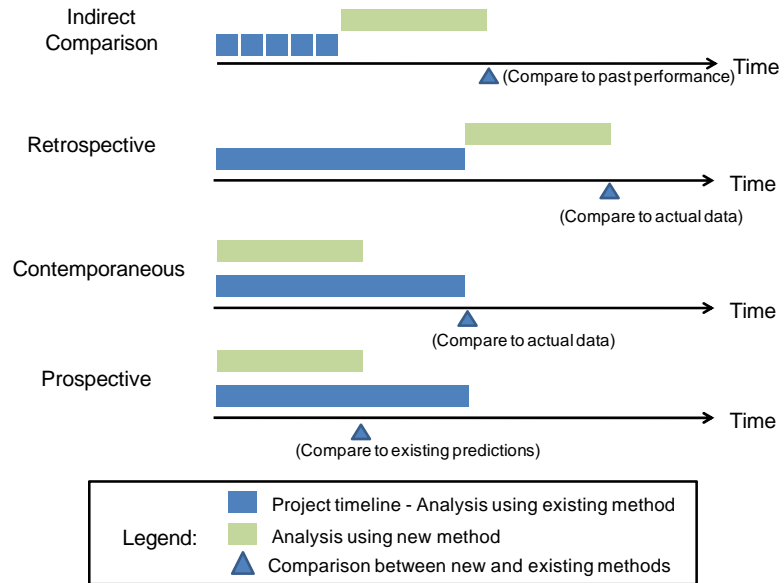 Indirect
Comparison
Time
(Compare to past performance)
Retrospective
Time
(Compare to actual data)
Contemporaneous
Time
(Compare to actual data)
Prospective
Time
(Compare to existing predictions)
Legend:
Project timeline - Analysis using existing method
Analysis using new method
Comparison between new and existing methods